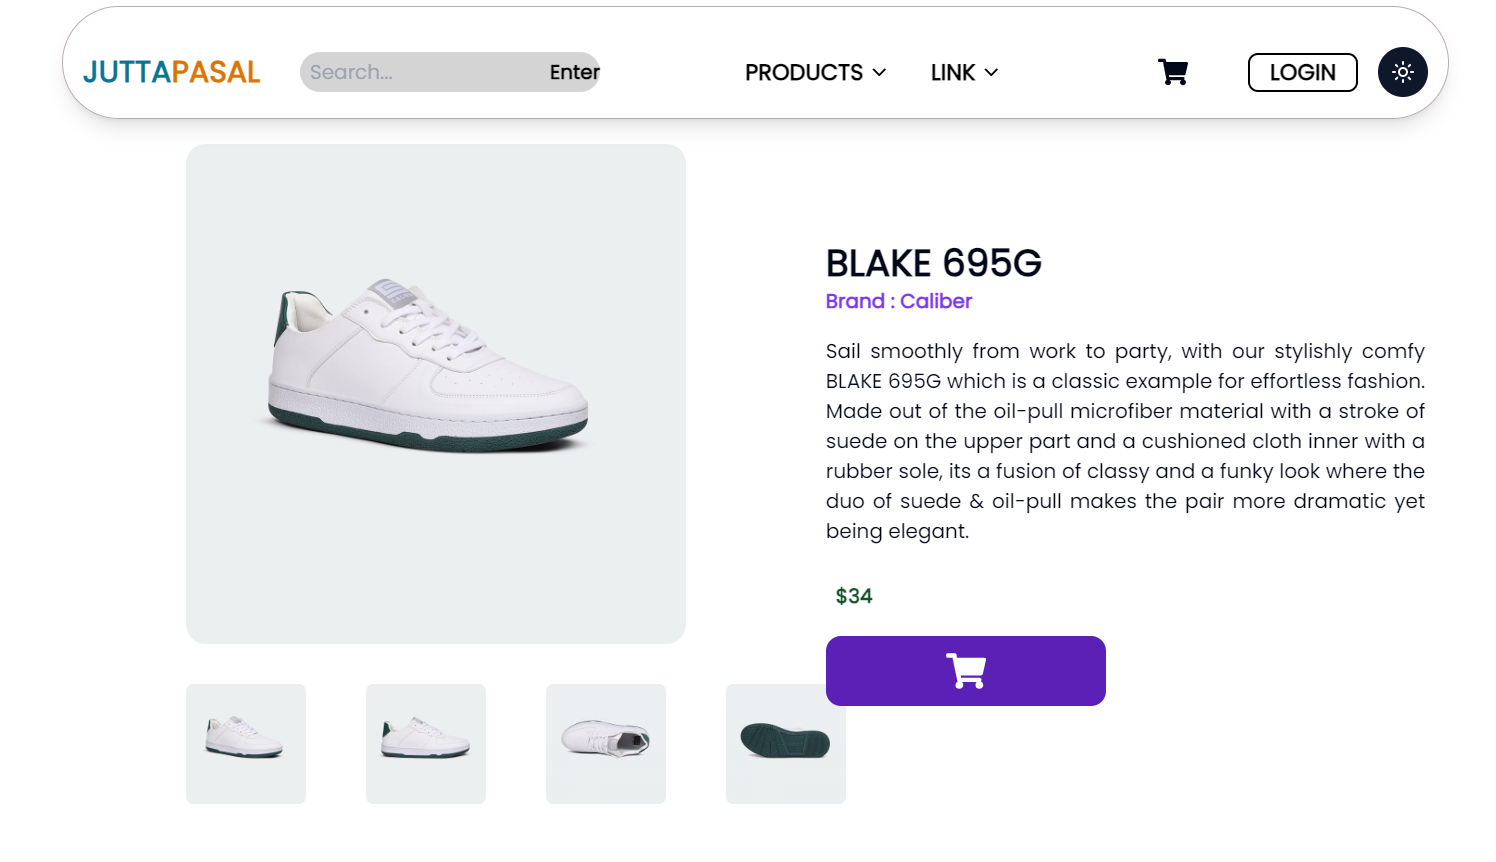 JUTTAPASAL
Search...
Enter
PRODUCTS
LINK
LOGIN
BLAKE 695G
Brand : Caliber
Sail smoothly from work to party, with our stylishly comfy
BLAKE 695G which is a classic example for effortless fashion.
Made out of the oil-pull microfiber material with a stroke of
suede on the upper part and a cushioned cloth inner with a
rubber sole, its a fusion of classy and a funky look where the
duo of suede & oil-pull makes the pair more dramatic yet
being elegant.
$34